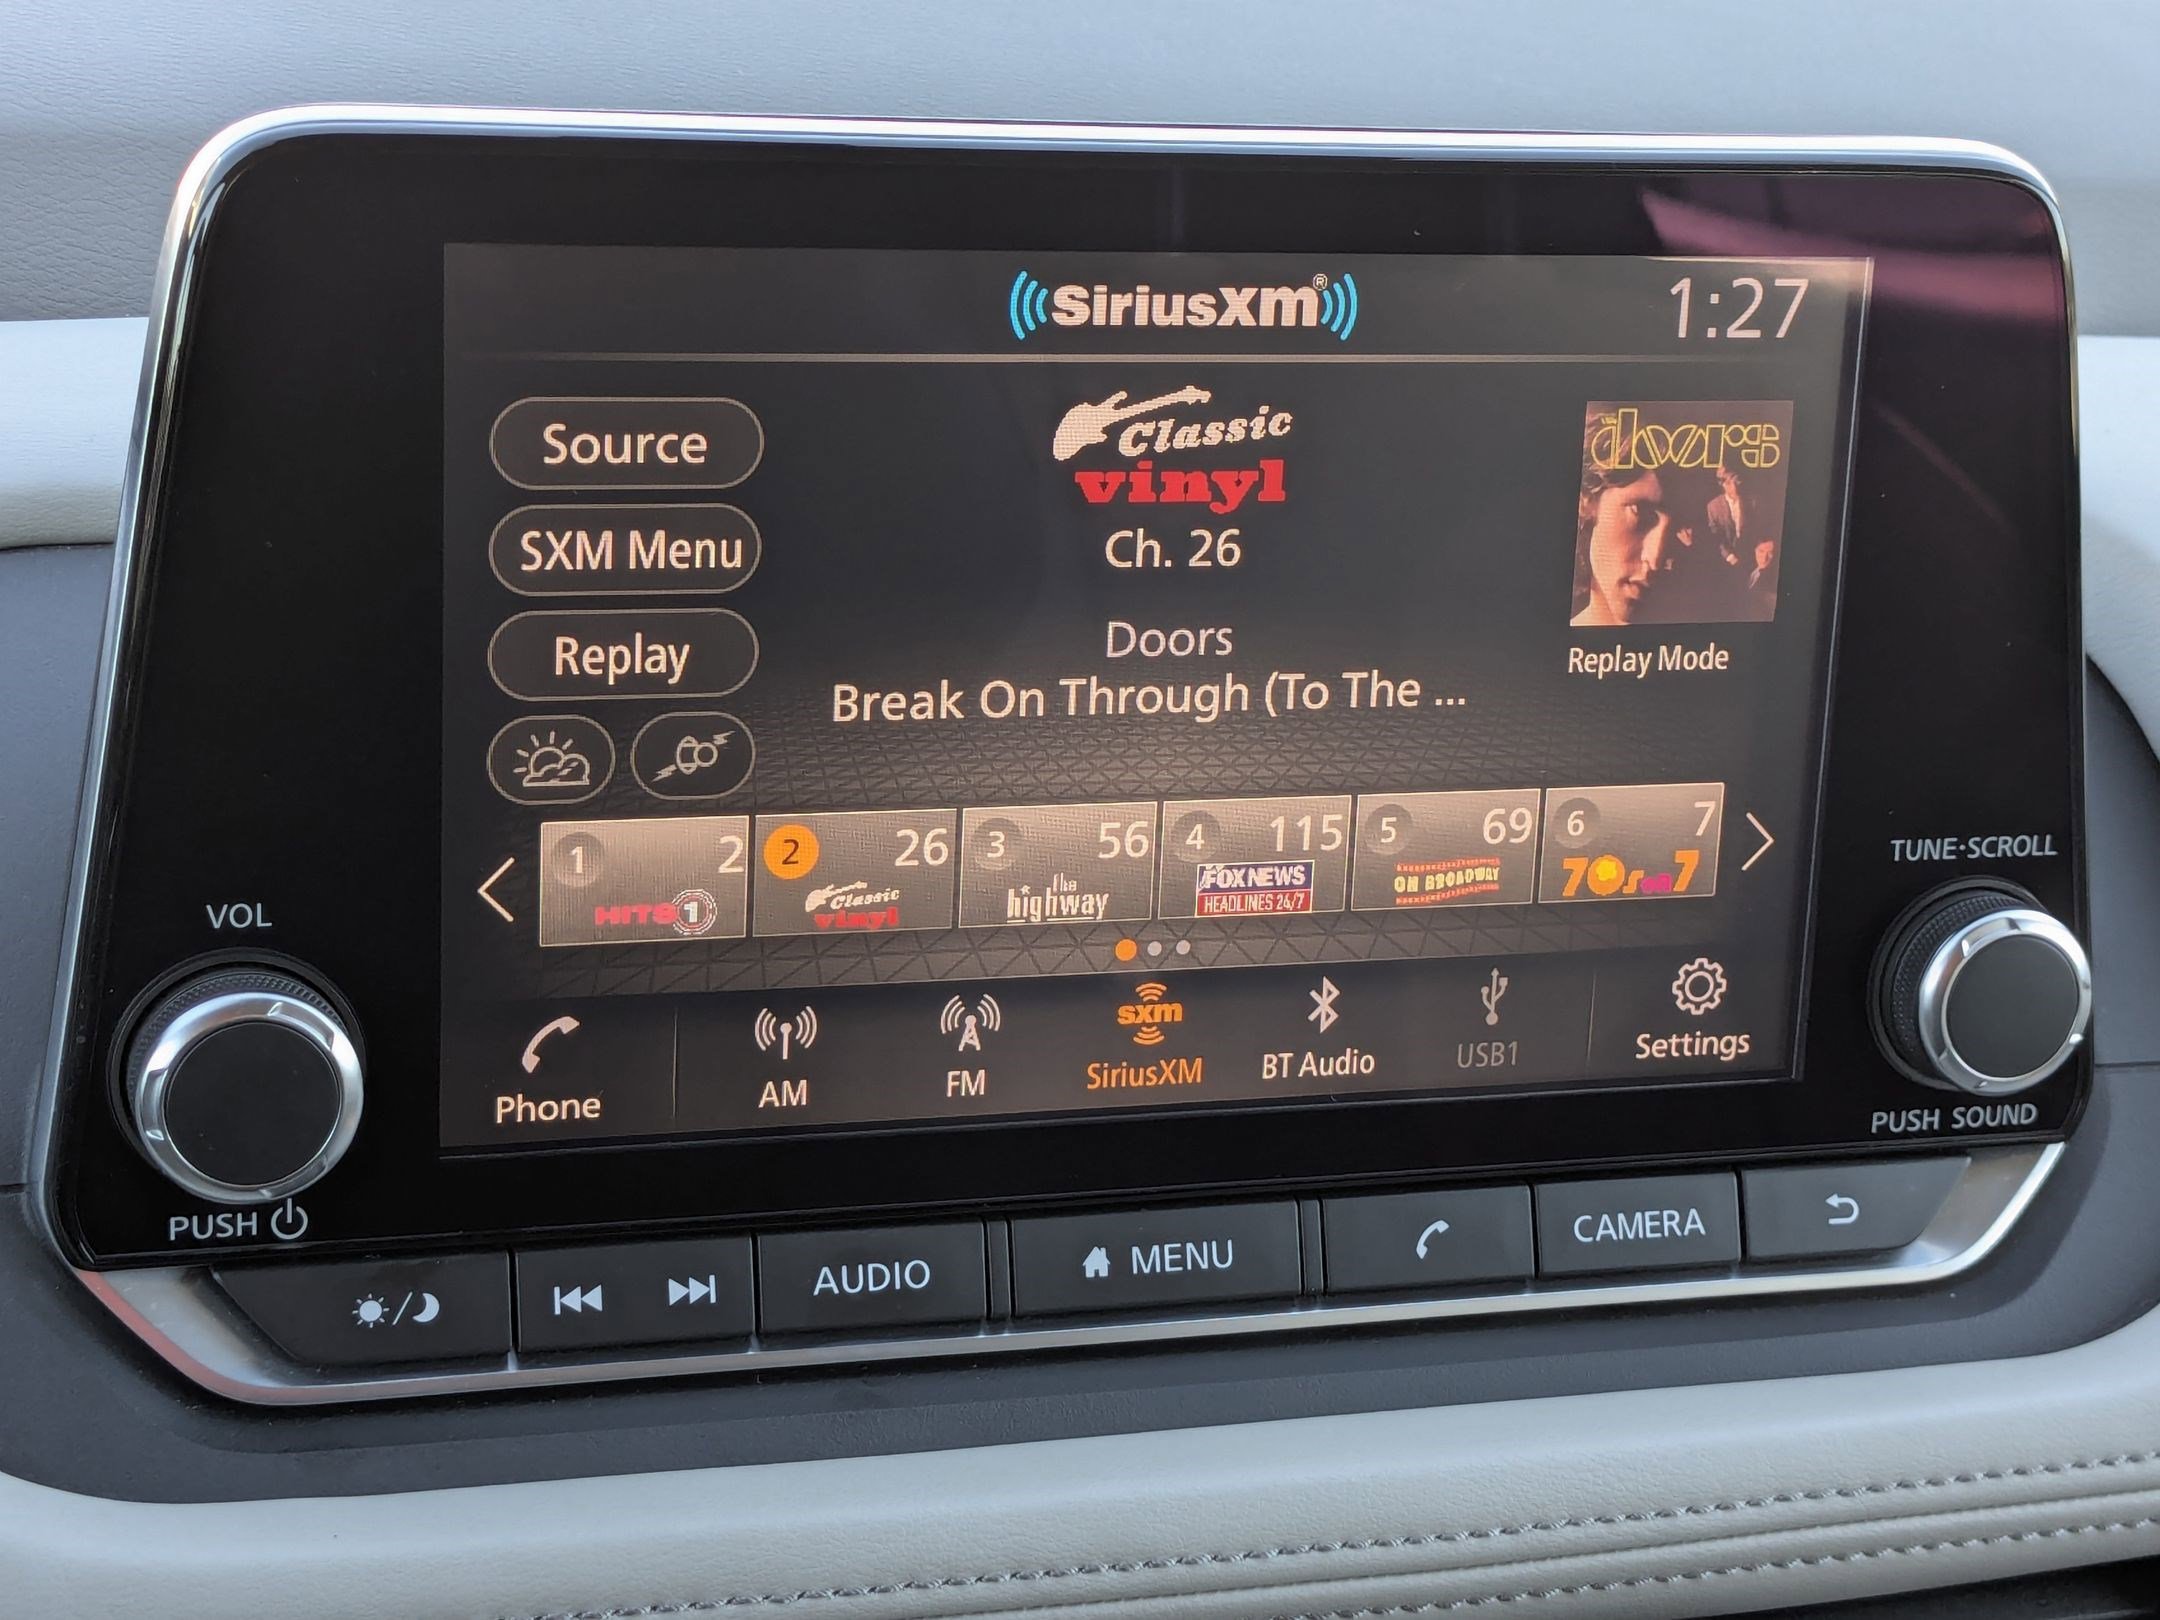 SiriusXM®
1:27
Source
SXM Menu
Replay
Classic
vinyl
Ch. 26
Doors
Break On Through (To The ...
the
doors
Replay Mode
1 2
HITS 1
2 26
Classic
vinyl
3 56
the
highway
4 115
FOX NEWS
HEADLINES 24/7
5 69
ON BROADWAY
6 7
70s on 7
Phone
AM
FM
sxm
SiriusXM
BT Audio
USB1
Settings
VOL
PUSH
TUNE·SCROLL
PUSH SOUND
AUDIO
MENU
CAMERA